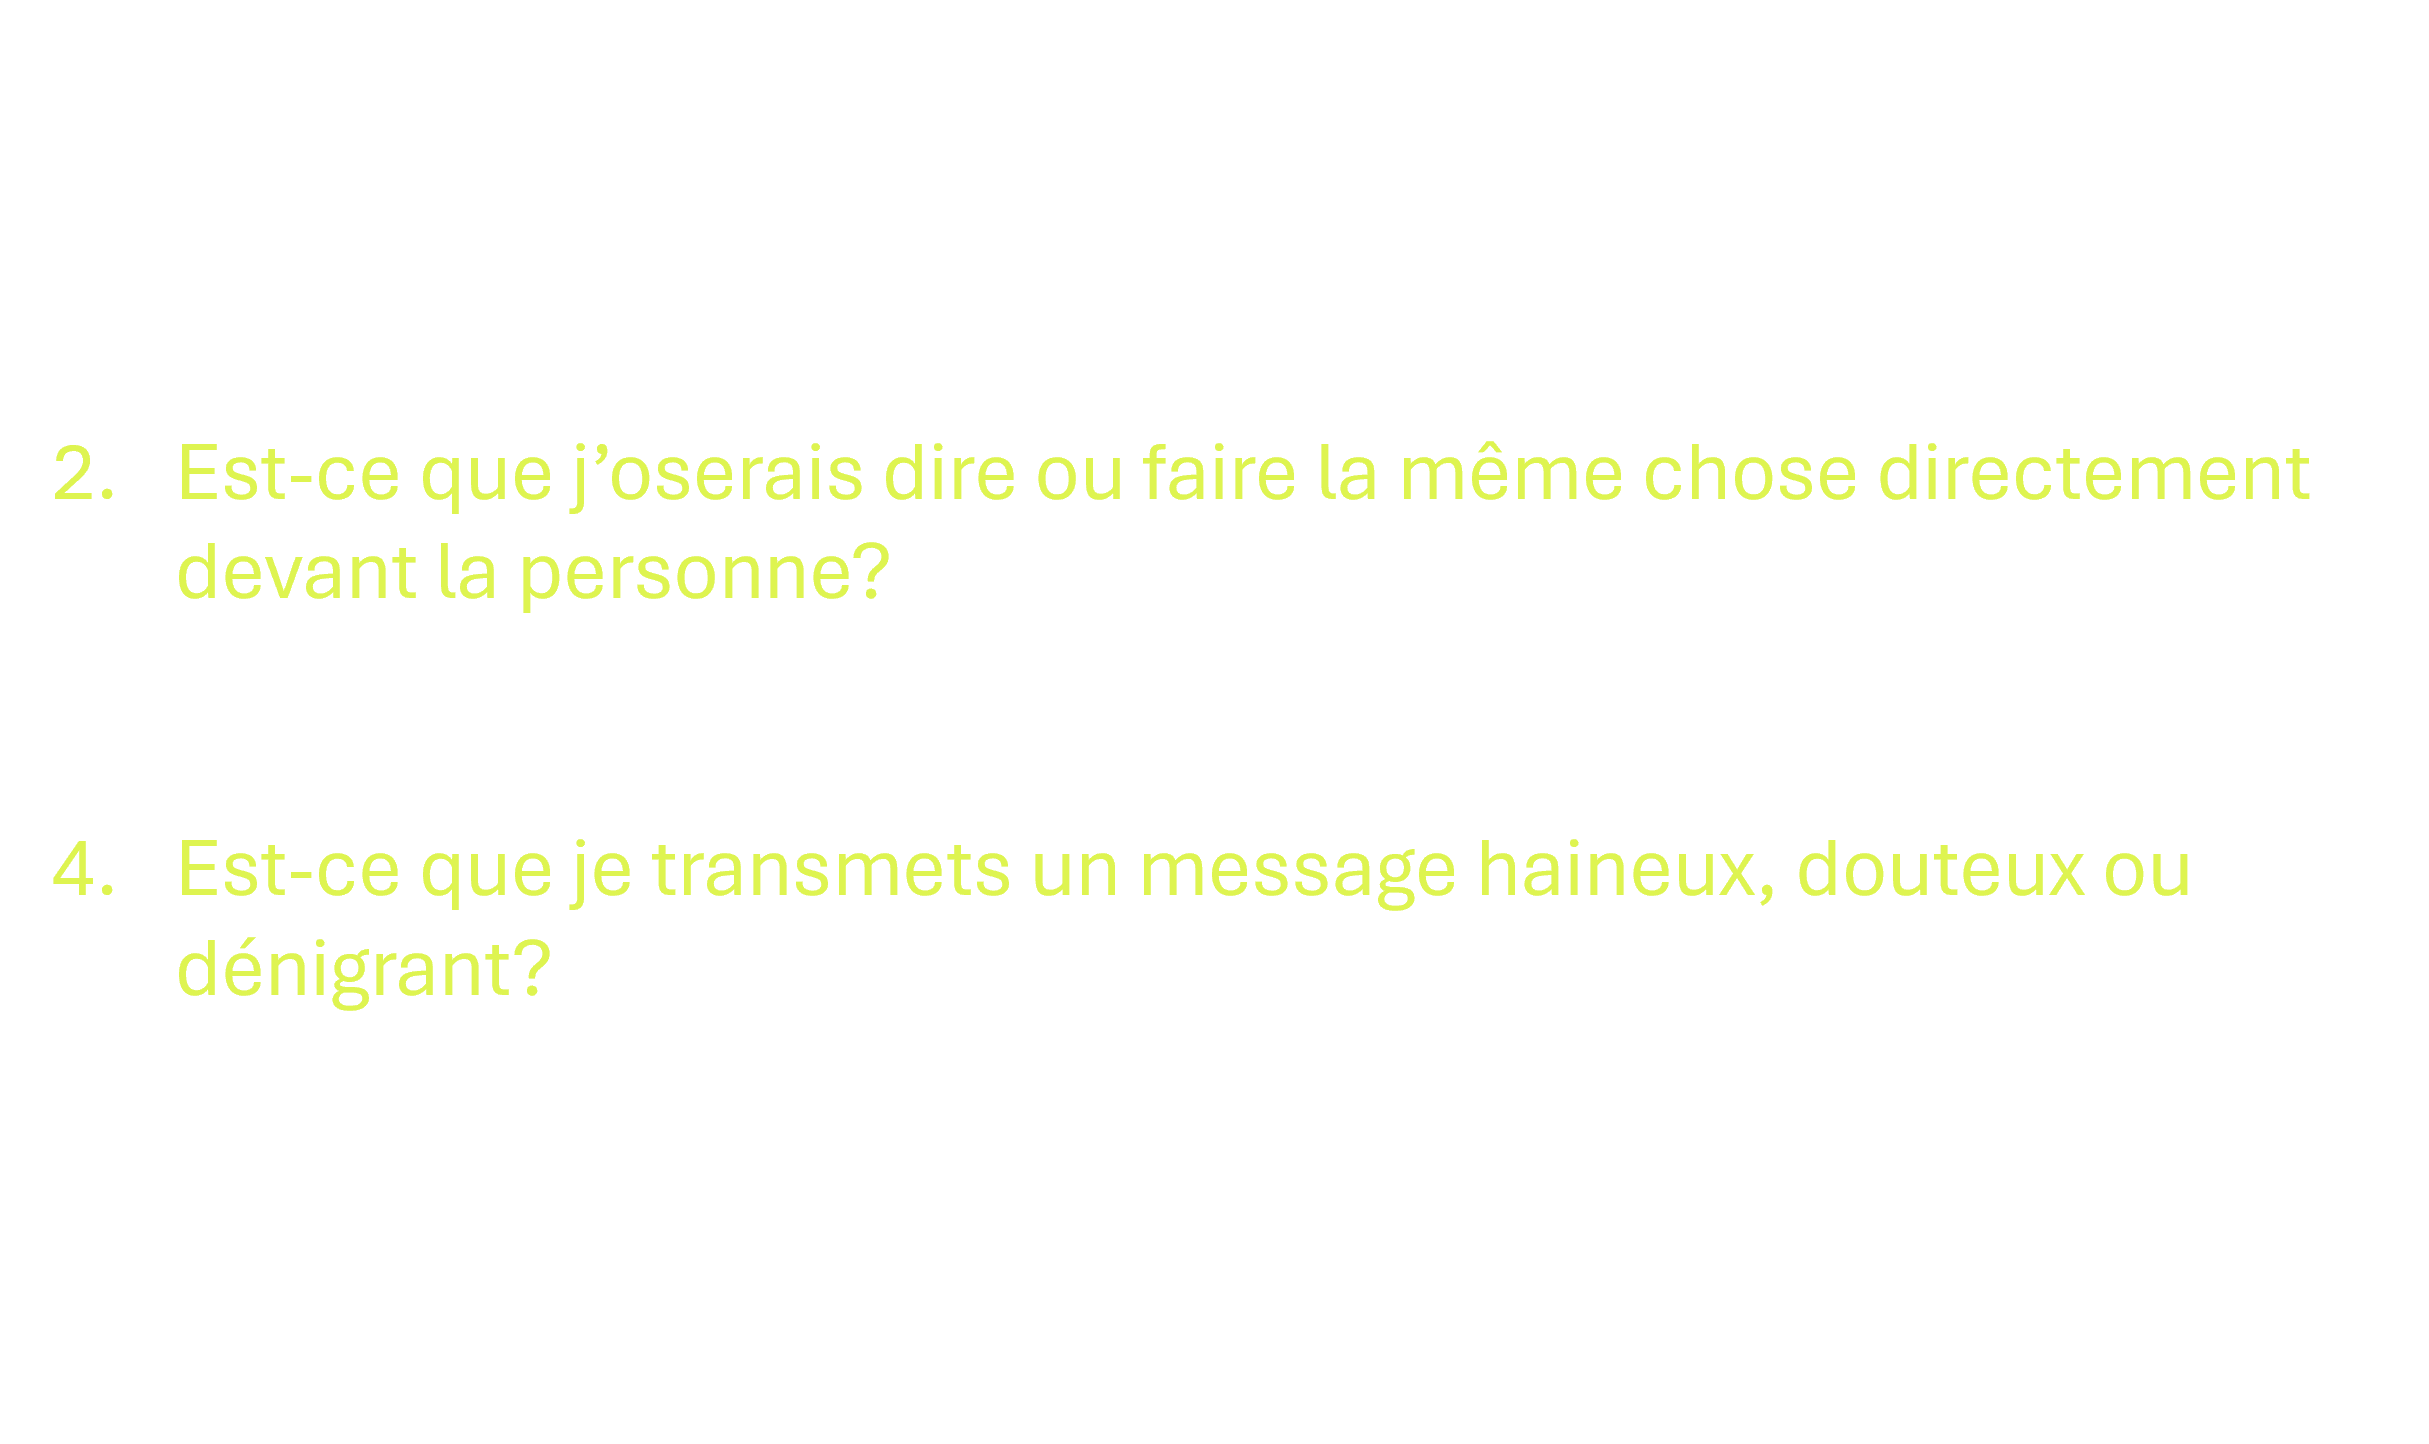 2. Est-ce que j’oserais dire ou faire la même chose directement
devant la personne?
4. Est-ce que je transmets un message haineux, douteux ou
dénigrant?